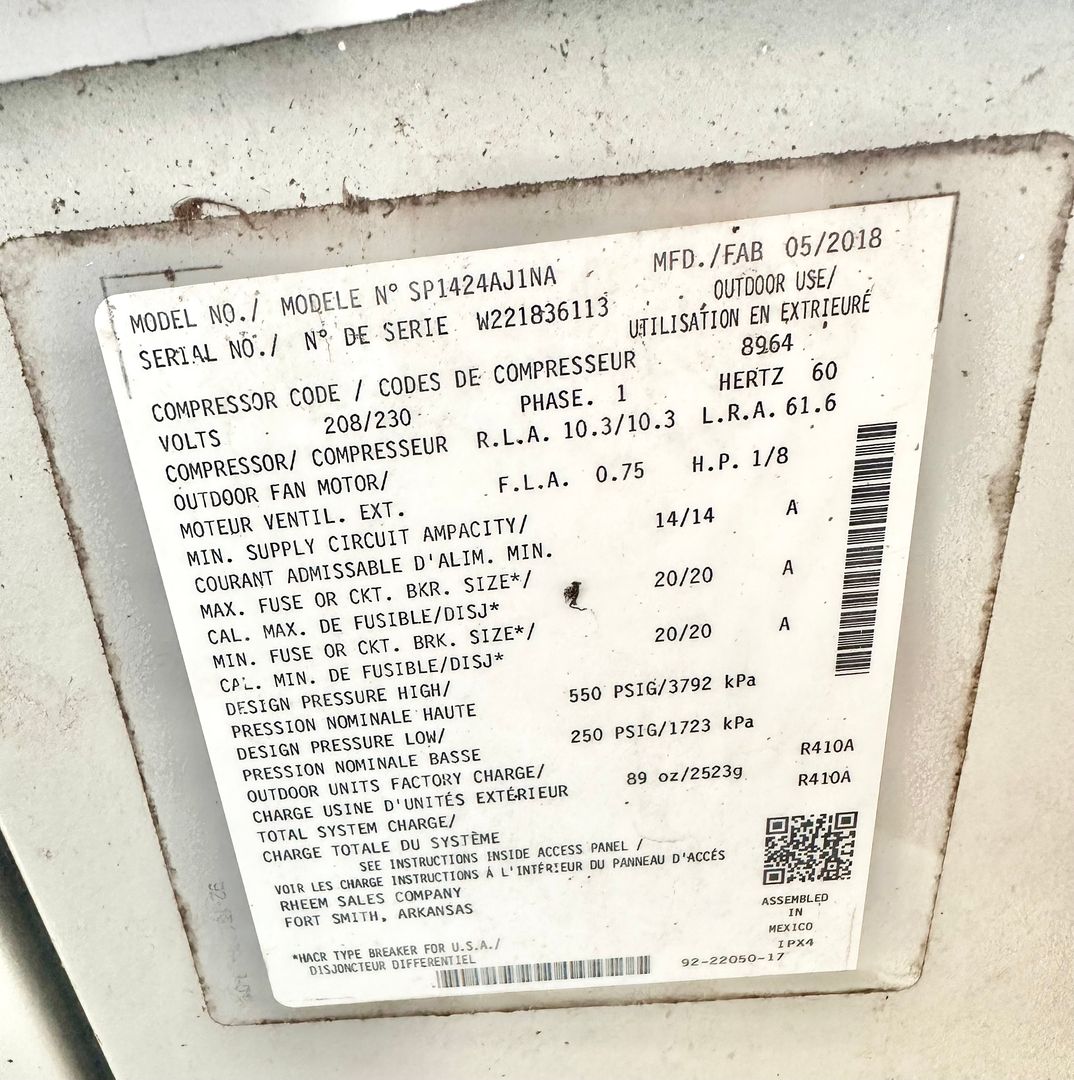 MODEL NO./ MODELE N° SP1424AJ1NA MFD./FAB 05/2018
SERIAL NO./ N° DE SERIE W221836113 OUTDOOR USE/
UTILISATION EN EXTRIEURÉ
COMPRESSOR CODE / CODES DE COMPRESSEUR 8964
VOLTS 208/230 PHASE. 1 HERTZ 60
COMPRESSOR/ COMPRESSEUR R.L.A. 10.3/10.3 L.R.A. 61.6
OUTDOOR FAN MOTOR/ F.L.A. 0.75 H.P. 1/8
MOTEUR VENTIL. EXT.
MIN. SUPPLY CIRCUIT AMPACITY/ 14/14 A
COURANT ADMISSABLE D'ALIM. MIN.
MAX. FUSE OR CKT. BKR. SIZE*/ 20/20 A
CAL. MAX. DE FUSIBLE/DISJ*
MIN. FUSE OR CKT. BRK. SIZE*/ 20/20 A
CAL. MIN. DE FUSIBLE/DISJ*
DESIGN PRESSURE HIGH/ 550 PSIG/3792 kPa
PRESSION NOMINALE HAUTE
DESIGN PRESSURE LOW/ 250 PSIG/1723 kPa
PRESSION NOMINALE BASSE
OUTDOOR UNITS FACTORY CHARGE/ 89 oz/2523g R410A
CHARGE USINE D'UNITÉS EXTÉRIEUR
TOTAL SYSTEM CHARGE/ R410A
CHARGE TOTALE DU SYSTÈME
SEE INSTRUCTIONS INSIDE ACCESS PANEL /
VOIR LES CHARGE INSTRUCTIONS À L'INTÉRIEUR DU PANNEAU D'ACCÉS
RHEEM SALES COMPANY
FORT SMITH, ARKANSAS
ASSEMBLED
IN
MEXICO
IPX4
*HACR TYPE BREAKER FOR U.S.A./
DISJONCTEUR DIFFERENTIEL
92-22050-17